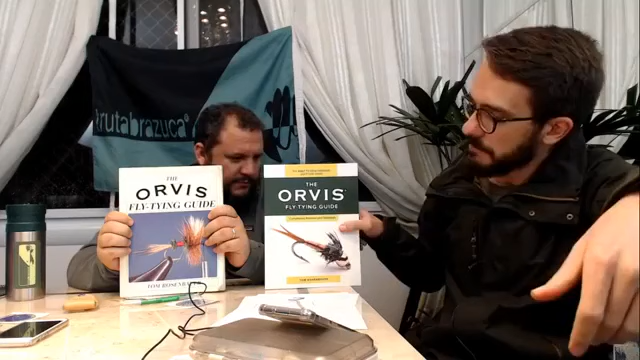 trutabrazuca®
THE
ORVIS
FLY-TYING GUIDE
TOM ROSENBAUER
THE
ORVIS
FLY-TYING GUIDE
TOM ROSENBAUER